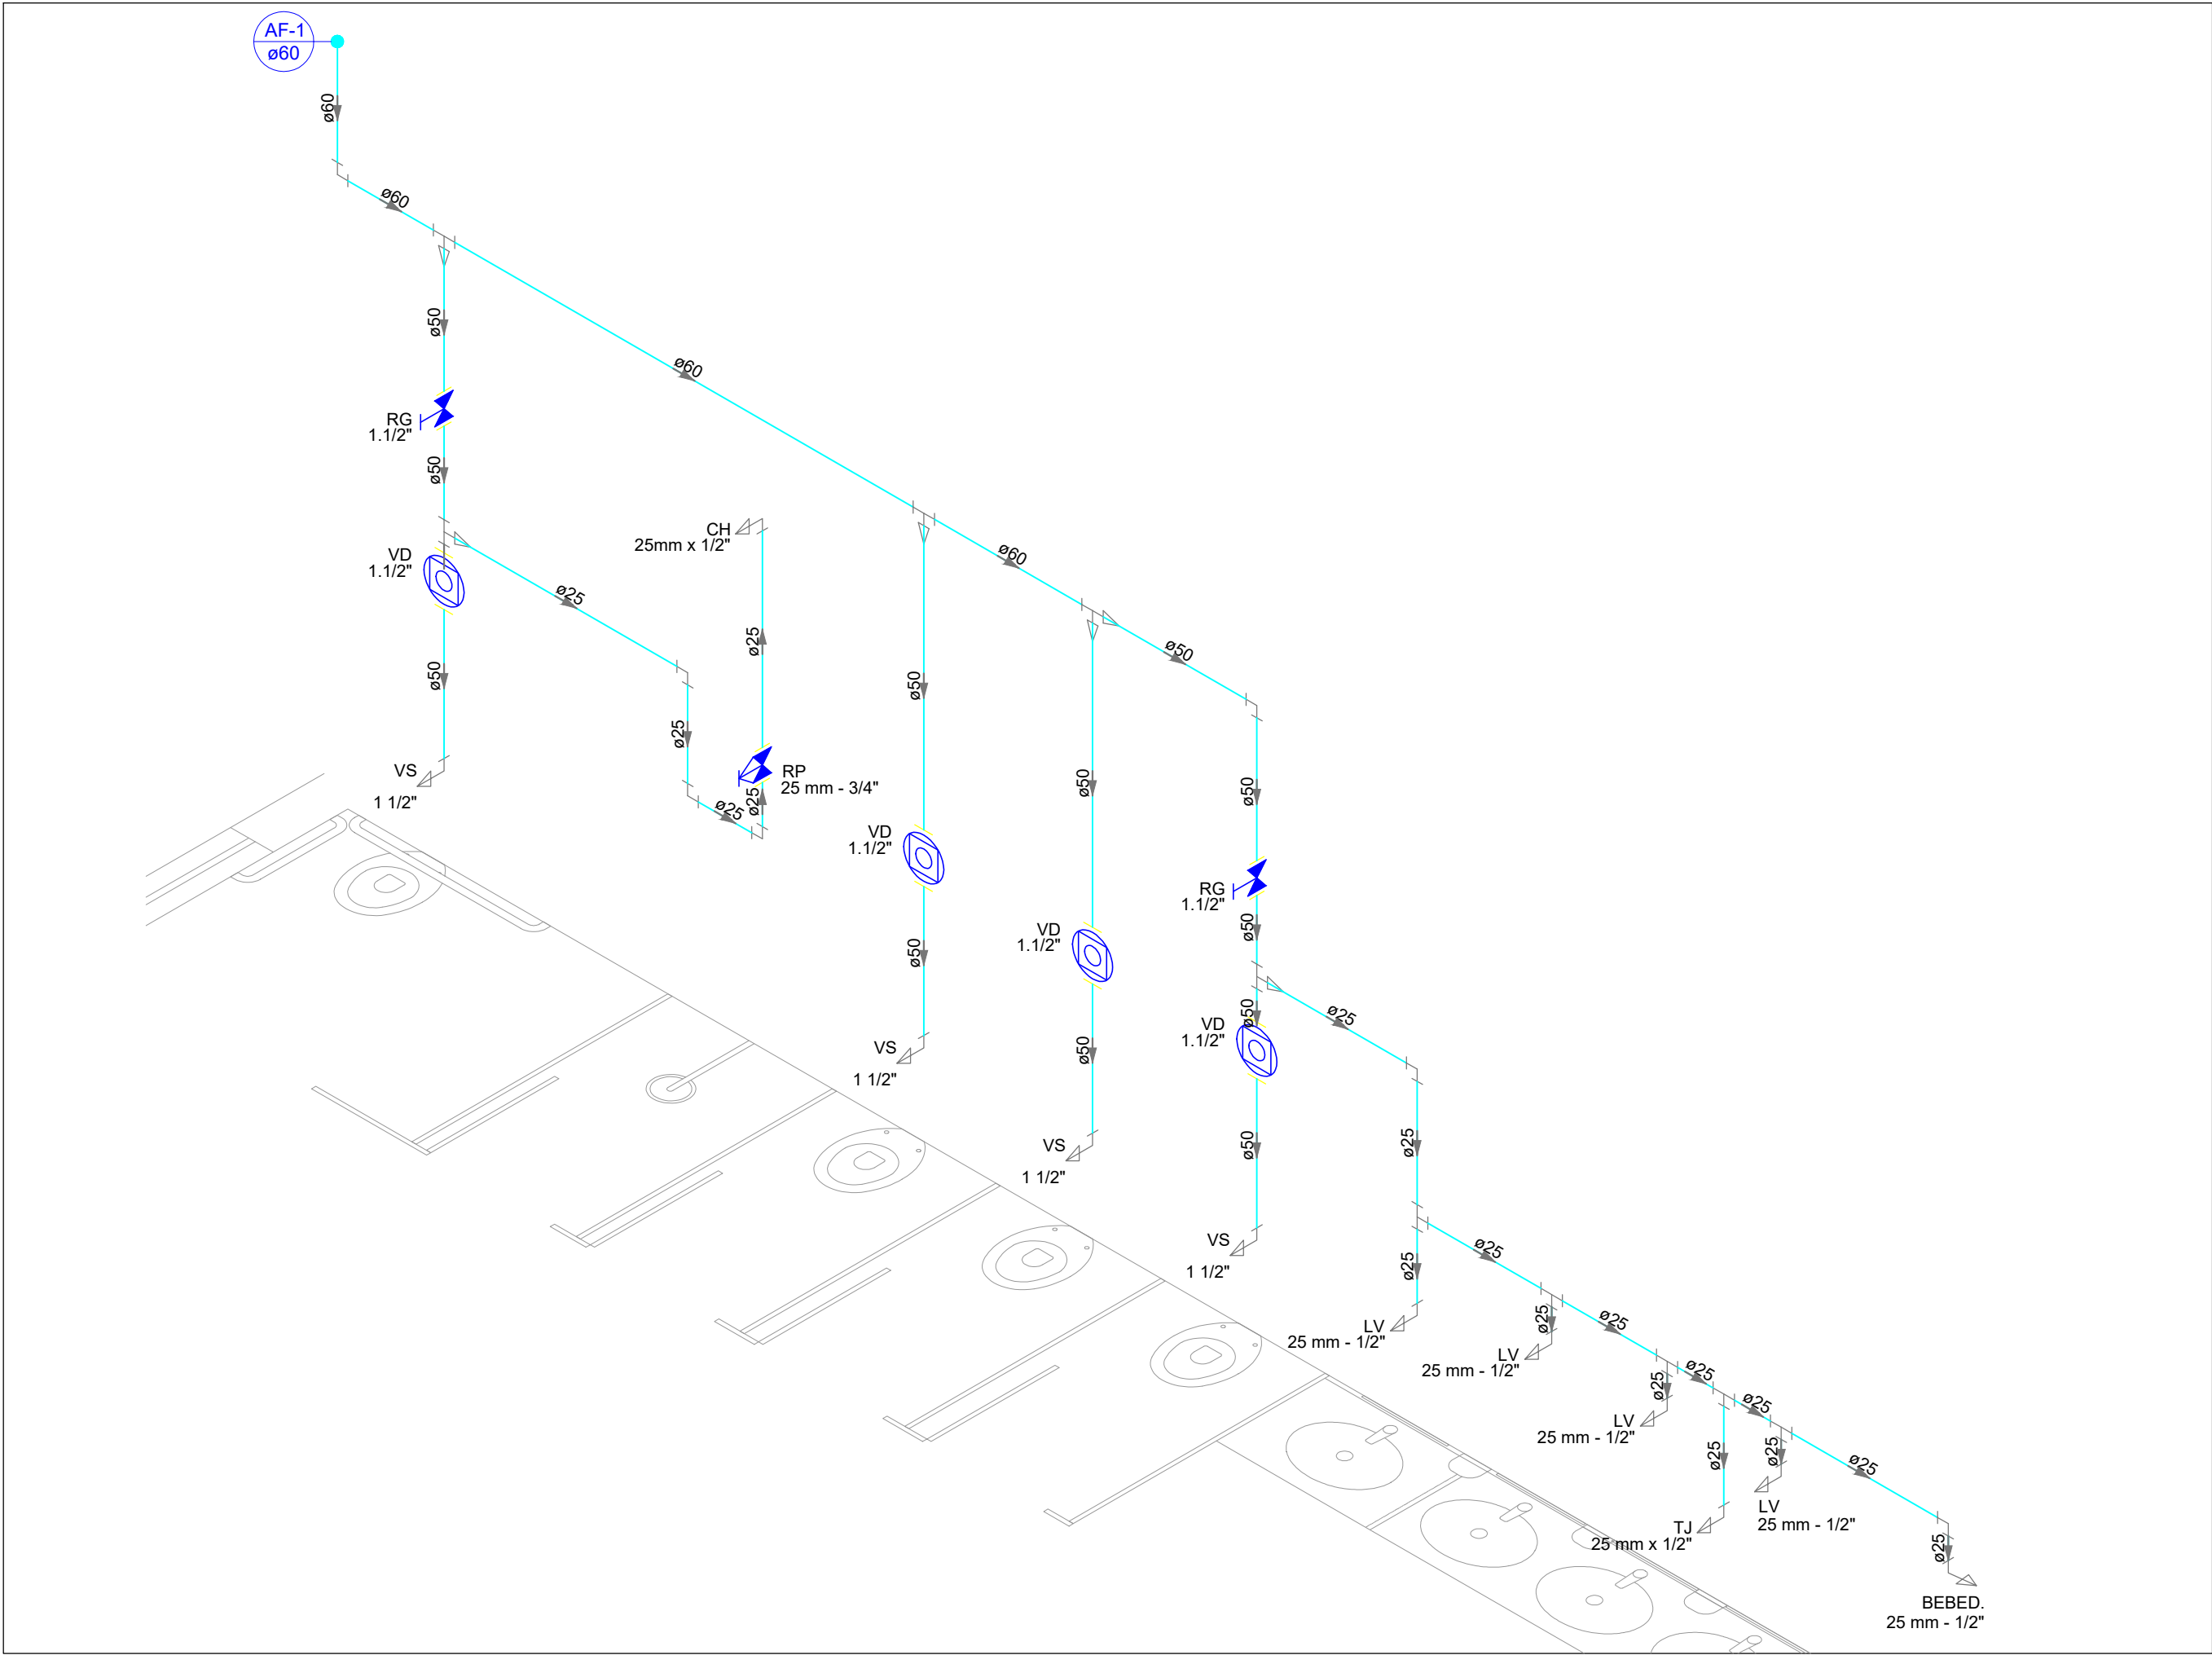 AF-1
ø60
ø60
ø60
ø50
ø60
RG
1.1/2"
ø50
CH
25mm x 1/2"
VD
1.1/2"
ø60
ø25
ø25
ø50
ø50
ø50
ø25
VS
1 1/2"
RP
25 mm - 3/4"
ø25
ø25
ø50
ø50
VD
1.1/2"
RG
1.1/2"
ø50
VD
1.1/2"
ø50
ø50
VD
1.1/2"
ø25
VS
1 1/2"
ø50
ø50
ø25
VS
1 1/2"
VS
1 1/2"
ø25
ø25
LV
25 mm - 1/2"
ø25
ø25
LV
25 mm - 1/2"
ø25
ø25
ø25
LV
25 mm - 1/2"
ø25
ø25
ø25
LV
25 mm - 1/2"
TJ
25 mm x 1/2"
ø25
BEBED.
25 mm - 1/2"